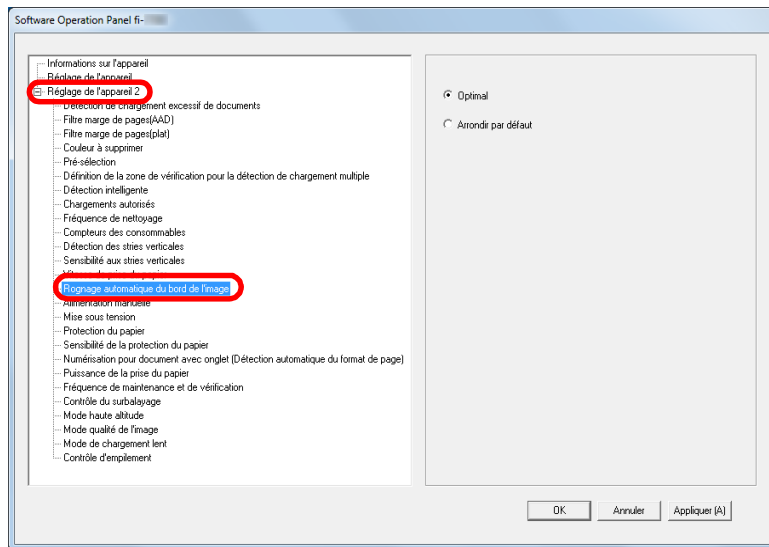 Software Operation Panel fi-
Informations sur l'appareil
Réglage de l'appareil
Réglage de l'appareil 2
Détection de chargement excessif de documents
Filtre marge de pages(AAD)
Filtre marge de pages(plat)
Couleur à supprimer
Pré-sélection
Définition de la zone de vérification pour la détection de chargement multiple
Détection intelligente
Chargements autorisés
Fréquence de nettoyage
Compteurs des consommables
Détection des stries verticales
Sensibilité aux stries verticales
Vitesse de prise du papier
Rognage automatique du bord de l'image
Alimentation manuelle
Mise sous tension
Protection du papier
Sensibilité de la protection du papier
Numérisation pour document avec onglet (Détection automatique du format de page)
Puissance de la prise du papier
Fréquence de maintenance et de vérification
Contrôle du surbalayage
Mode haute altitude
Mode qualité de l'image
Mode de chargement lent
Contrôle d'empilement
Optimal
Arrondir par défaut
OK
Annuler
Appliquer (A)